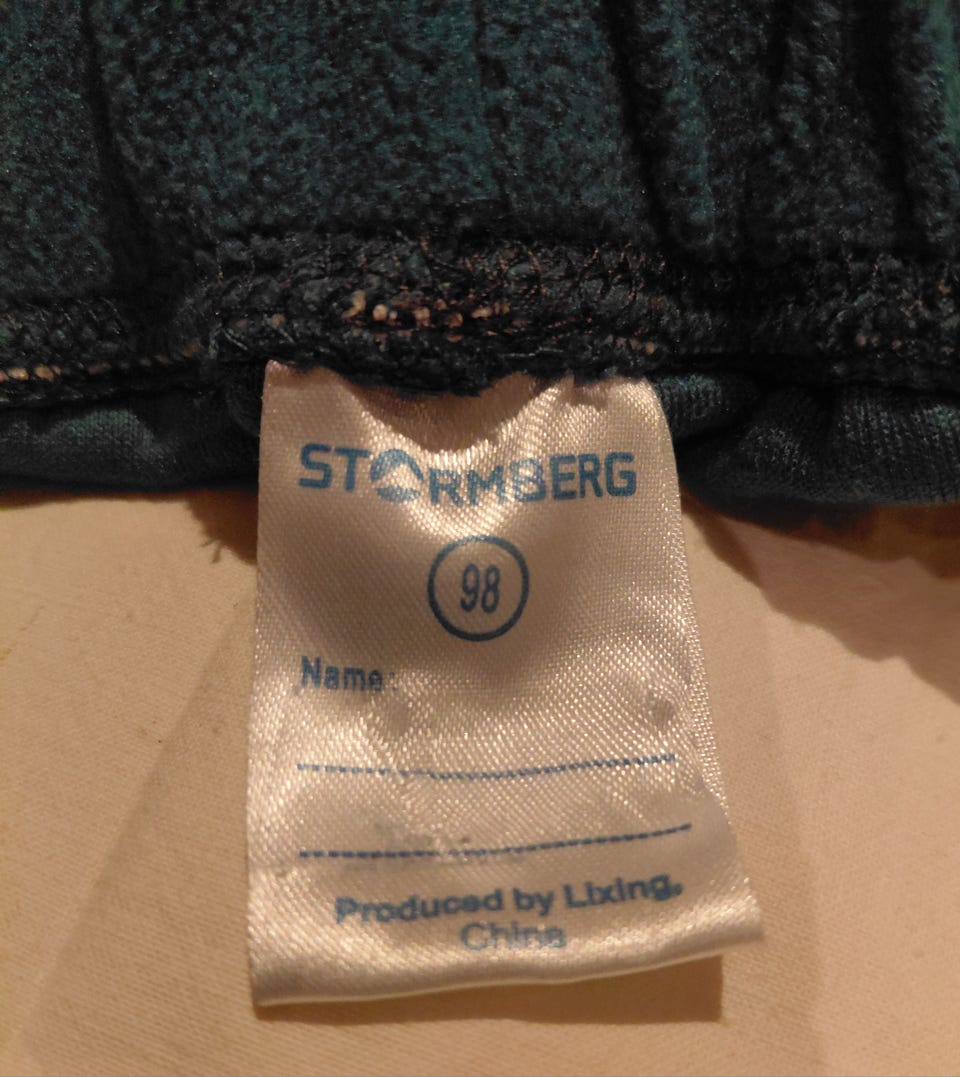 STORMBERG
98
Name:
Produced by Lixing.
China